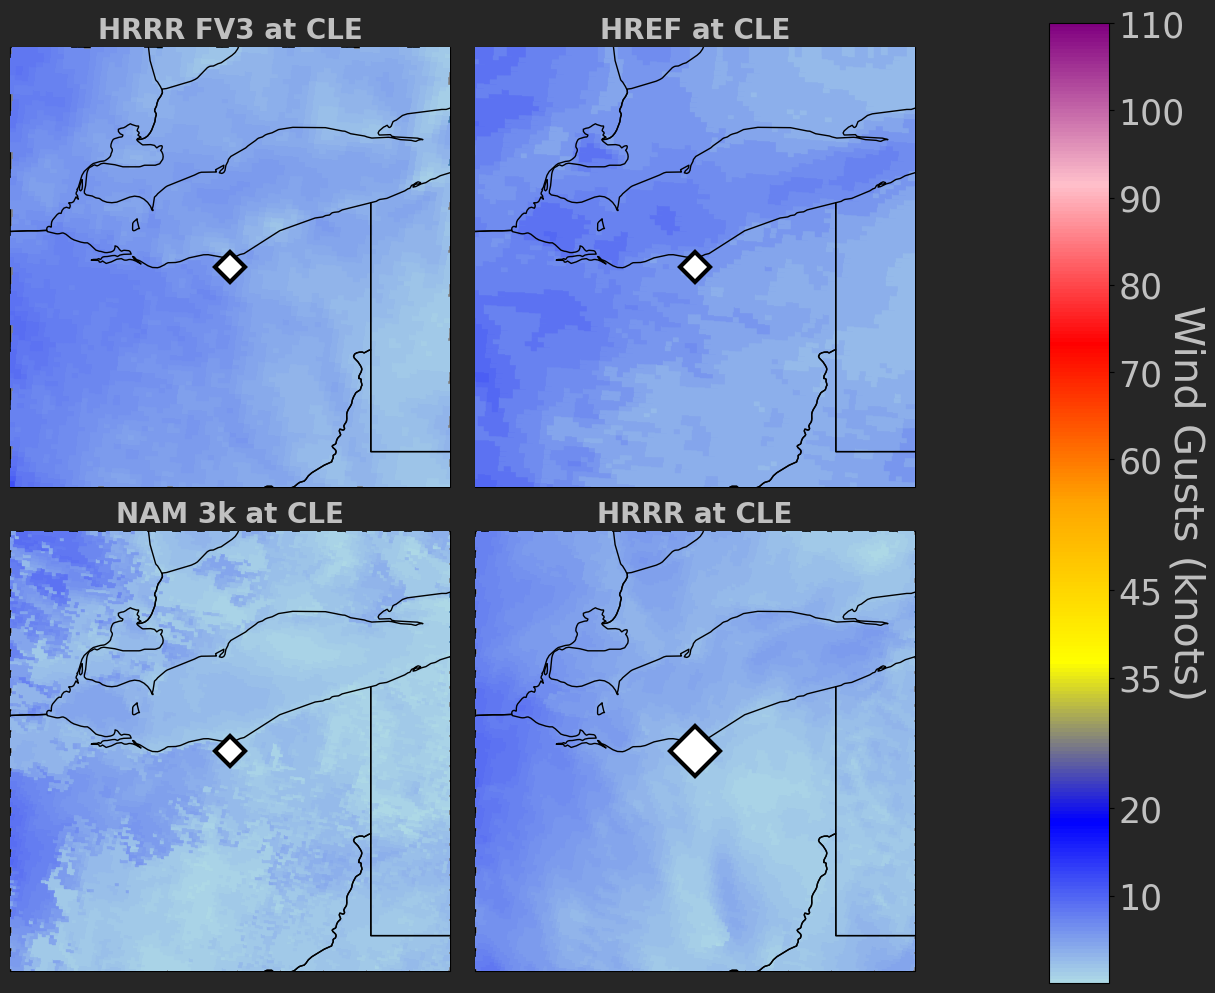 HRRR FV3 at CLE
HREF at CLE
NAM 3k at CLE
HRRR at CLE
110
100
90
80
70
60
45
35
20
10
Wind Gusts (knots)